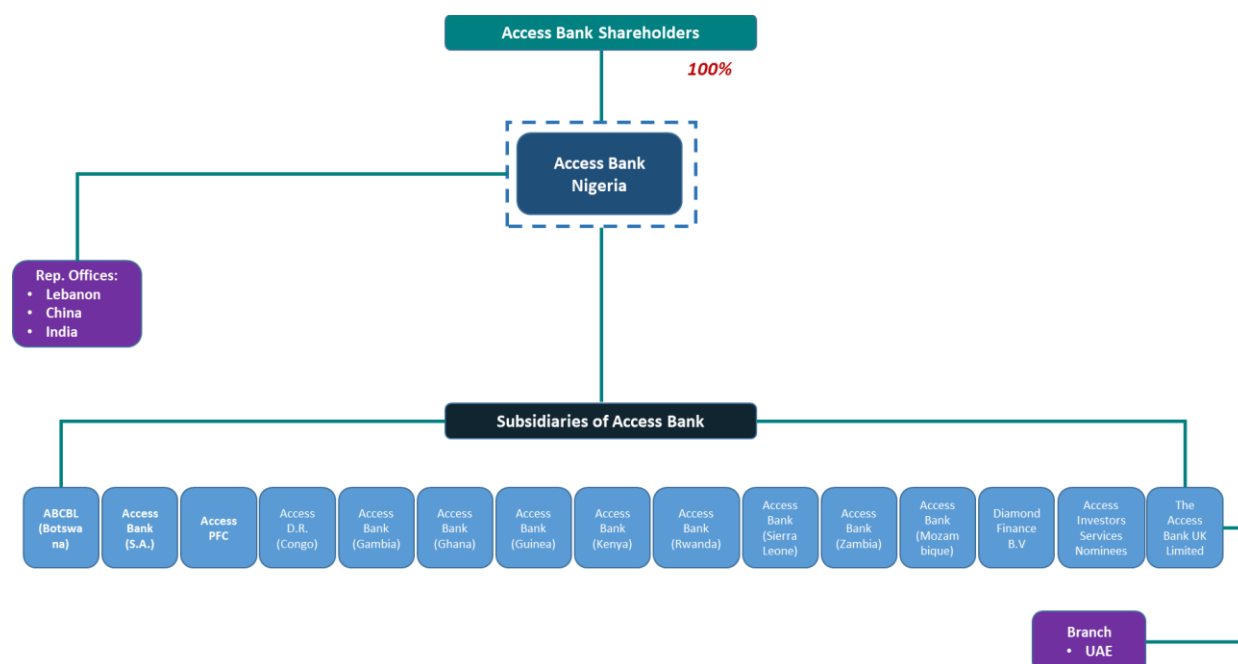 Access Bank Shareholders
100%
Access Bank
Nigeria
Rep. Offices:
• Lebanon
• China
• India
Subsidiaries of Access Bank
ABCBL
(Botswa
na)
Access
Bank
(S.A.)
Access
PFC
Access
D.R.
(Congo)
Access
Bank
(Gambia)
Access
Bank
(Ghana)
Access
Bank
(Guinea)
Access
Bank
(Kenya)
Access
Bank
(Rwanda)
Access
Bank
(Sierra
Leone)
Access
Bank
(Zambia)
Access
Bank
(Mozam
bique)
Diamond
Finance
B.V
Access
Investors
Services
Nominees
The
Access
Bank UK
Limited
Branch
• UAE